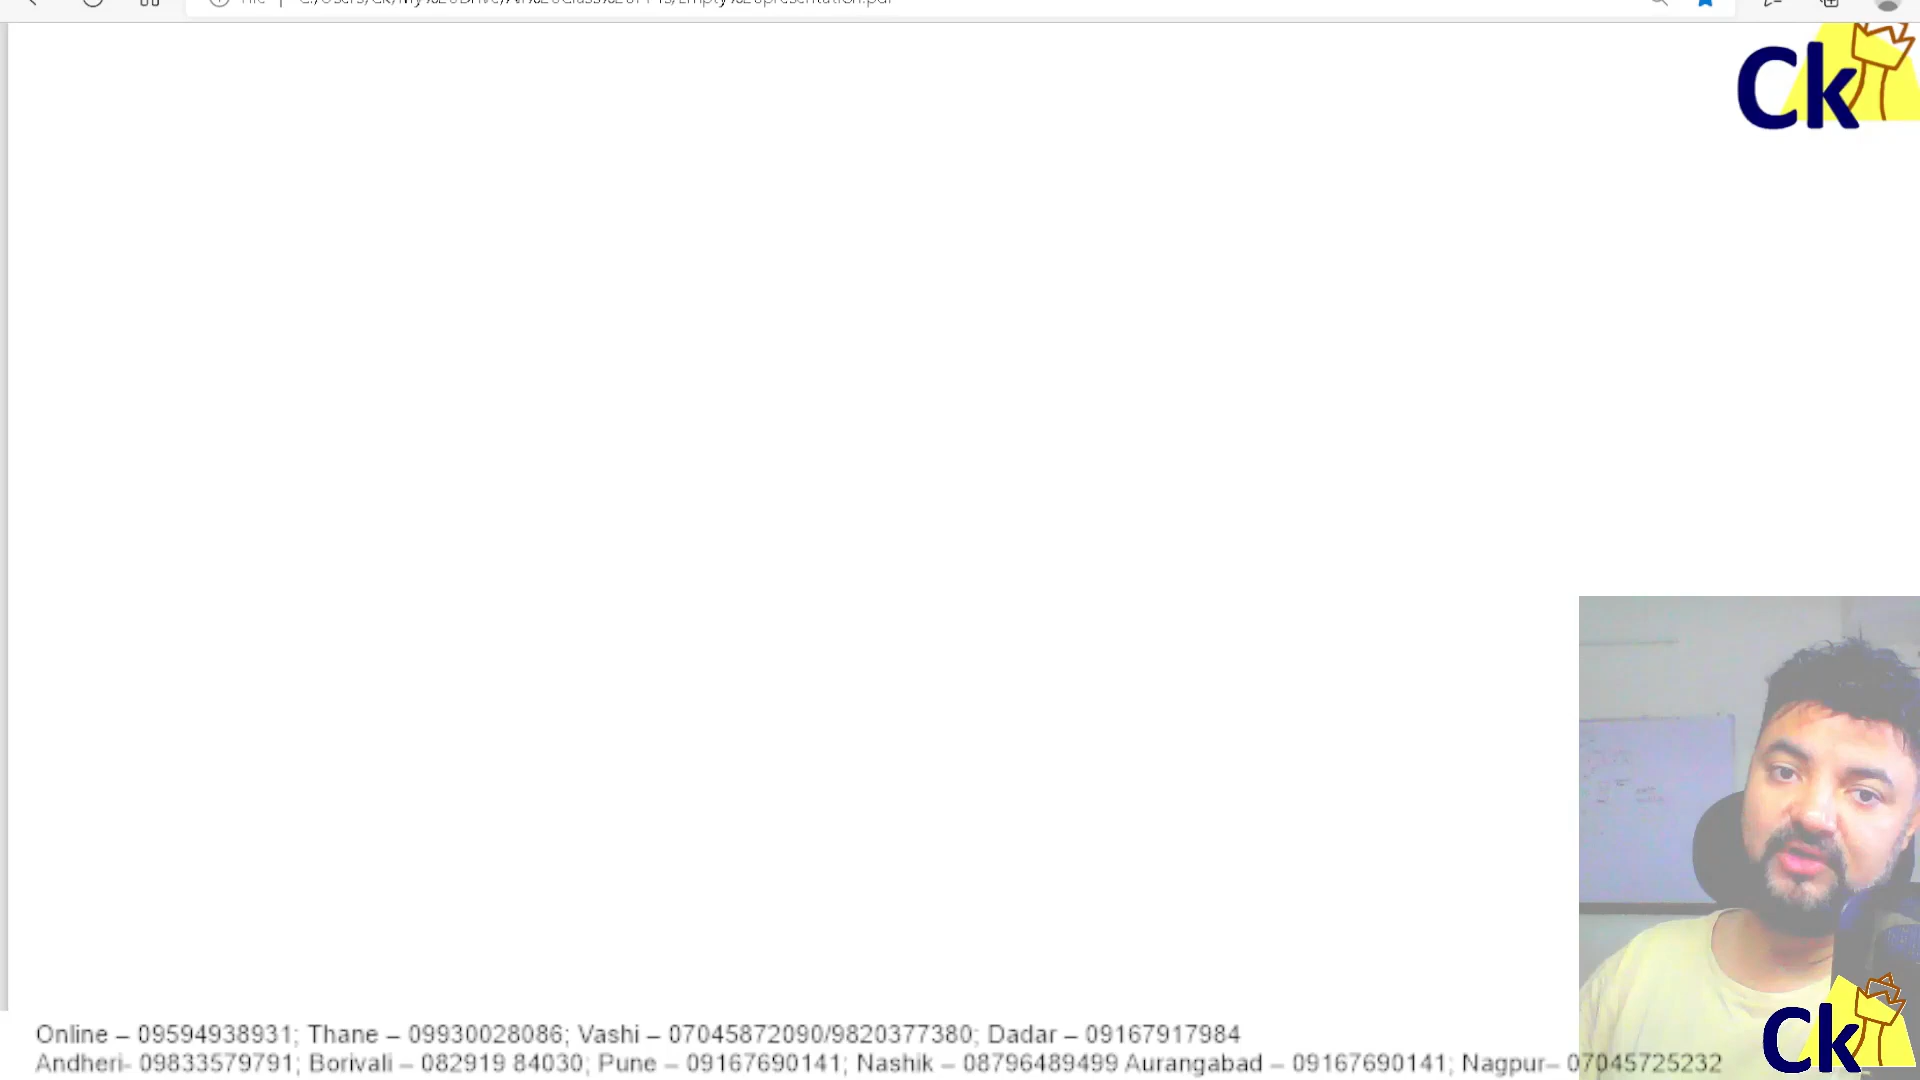 Ck
Online – 09594938931; Thane – 09930028086; Vashi – 07045872090/9820377380; Dadar – 09167917984
Andheri- 09833579791; Borivali – 082919 84030; Pune – 09167690141; Nashik – 08796489499 Aurangabad – 09167690141; Nagpur– 07045725232
Ck